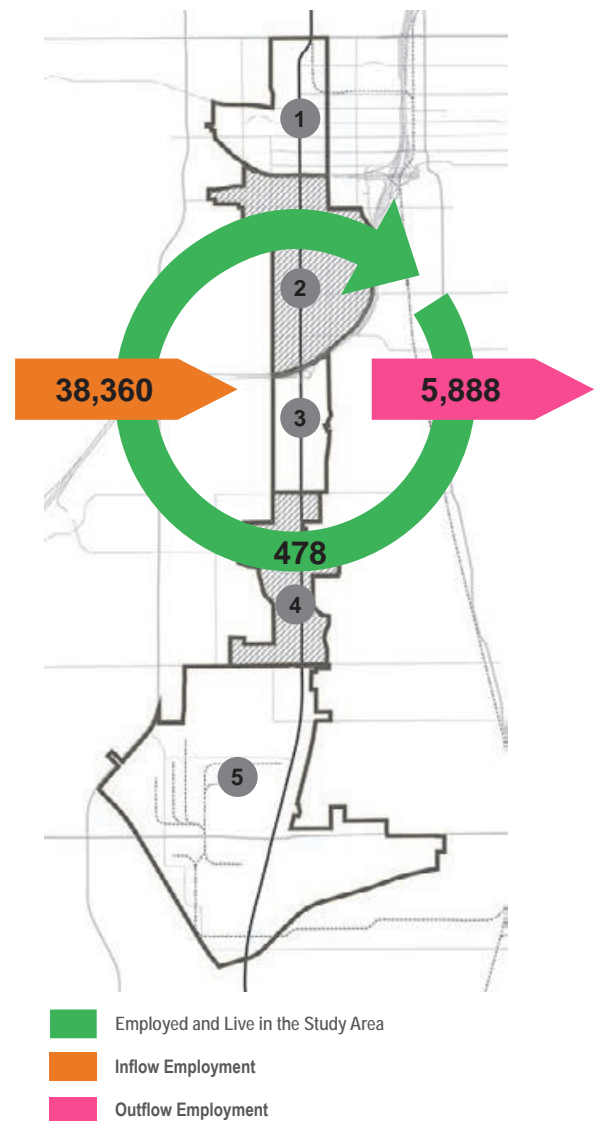 1
2
38,360
5,888
3
478
4
5
Employed and Live in the Study Area
Inflow Employment
Outflow Employment